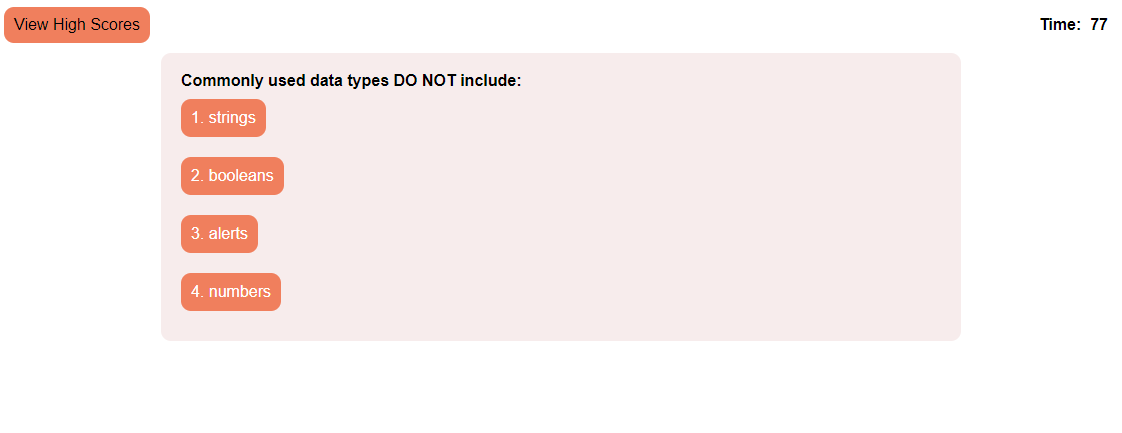 View High Scores
Time: 77
Commonly used data types DO NOT include:
1. strings
2. booleans
3. alerts
4. numbers